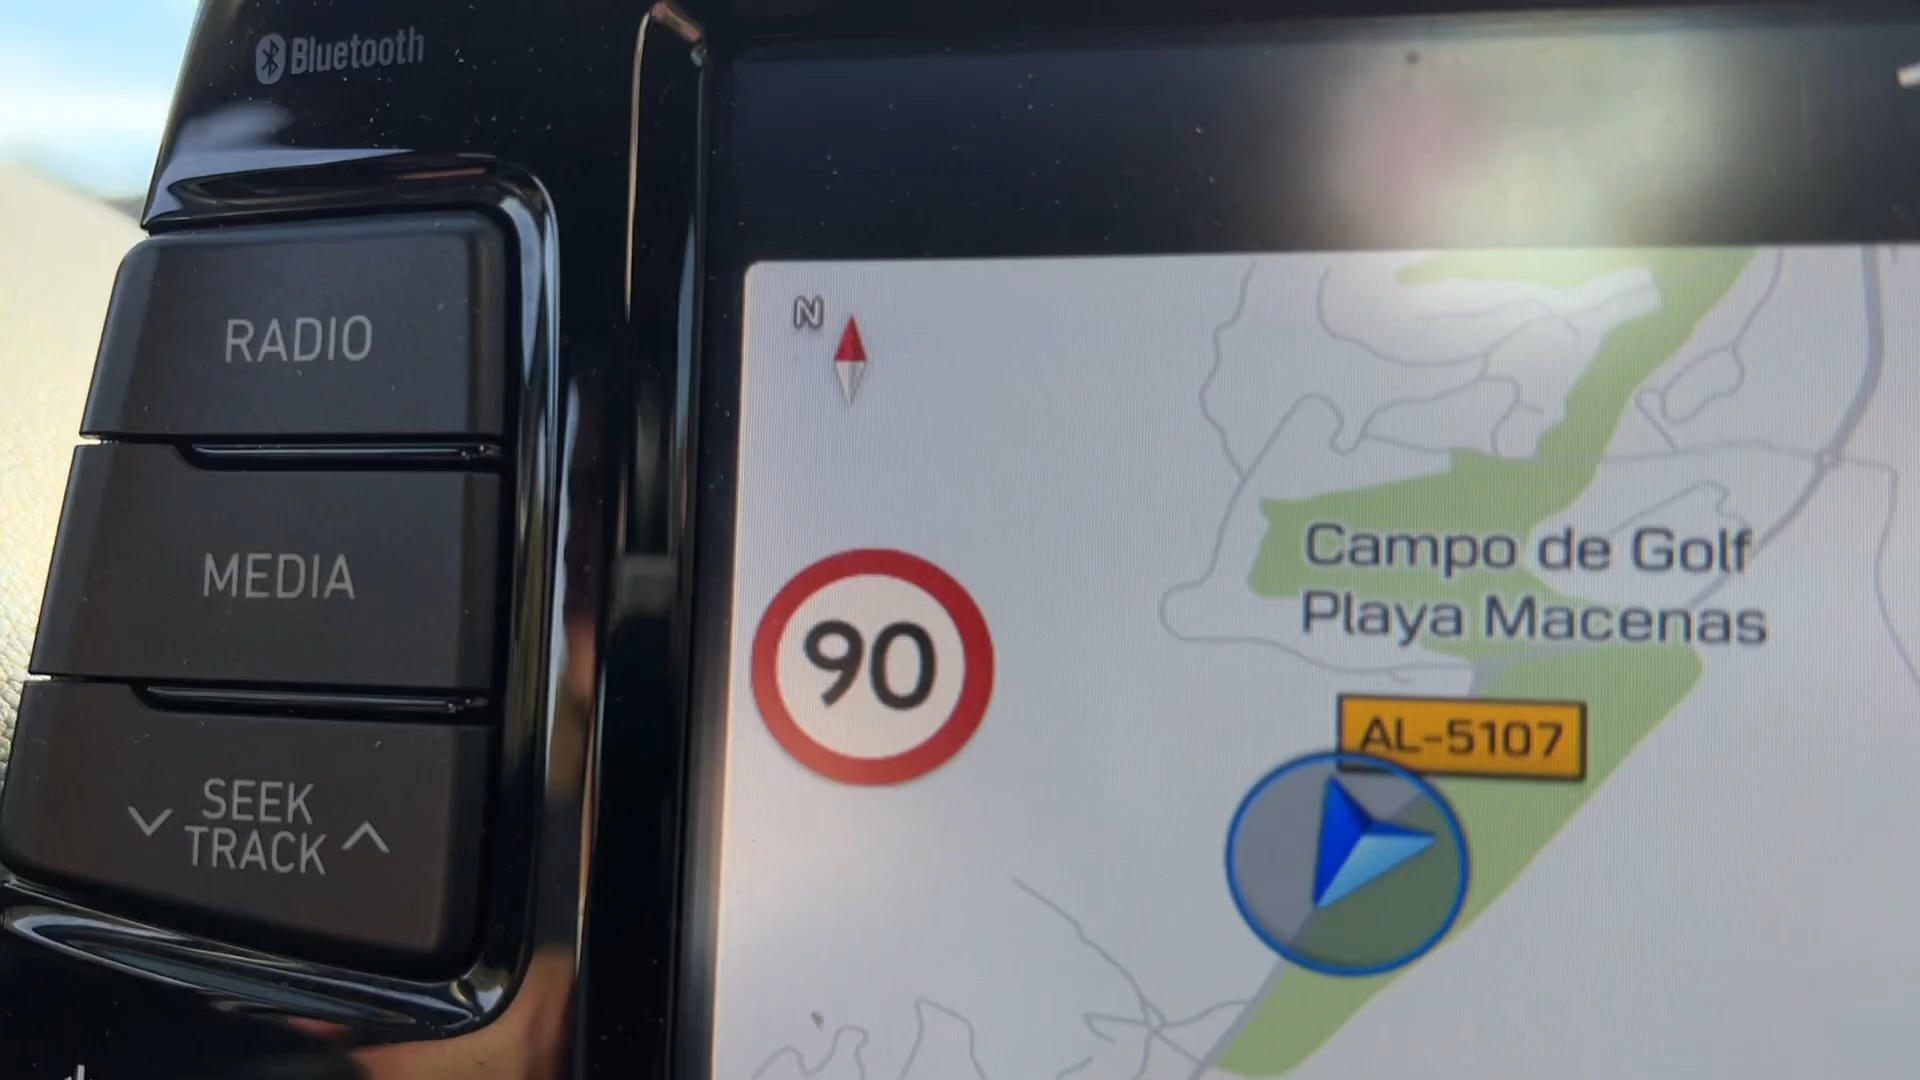 Bluetooth
RADIO
MEDIA
SEEK
TRACK
N
90
Campo de Golf
Playa Macenas
AL-5107